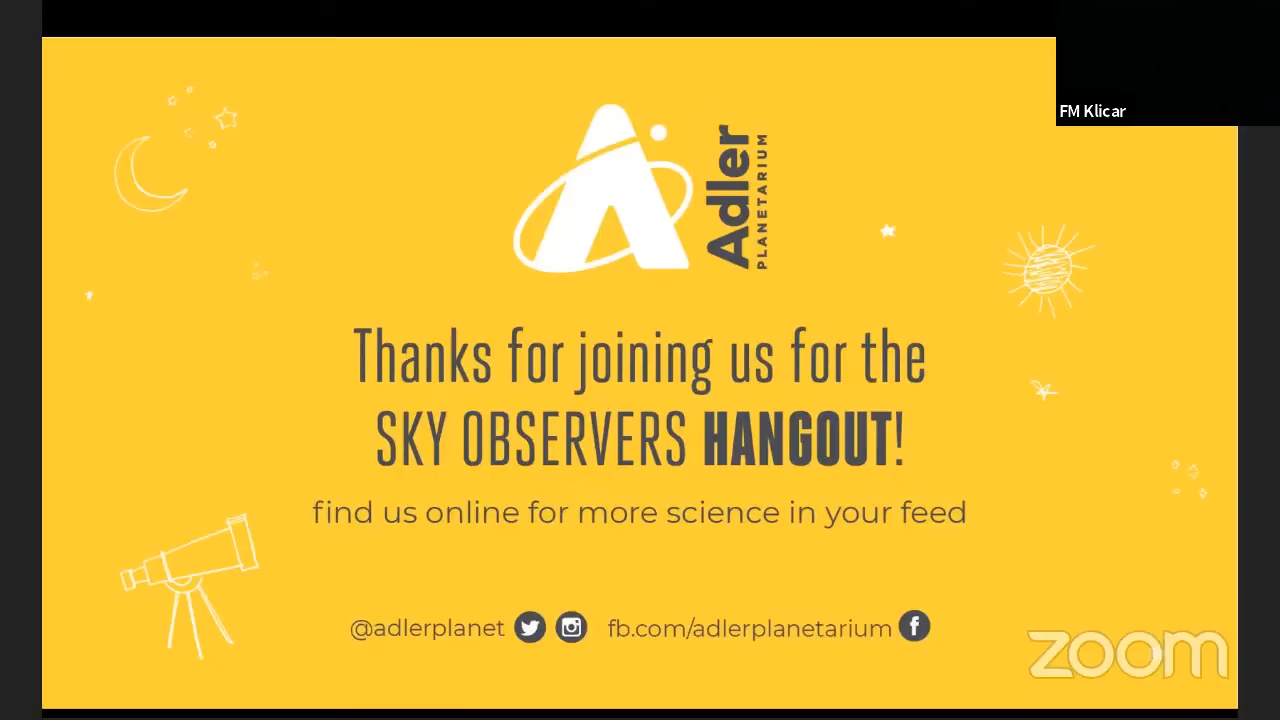 FM Klicar
Adler
PLANETARIUM
Thanks for joining us for the
SKY OBSERVERS HANGOUT!
find us online for more science in your feed
@adlerplanet fb.com/adlerplanetarium
zoom